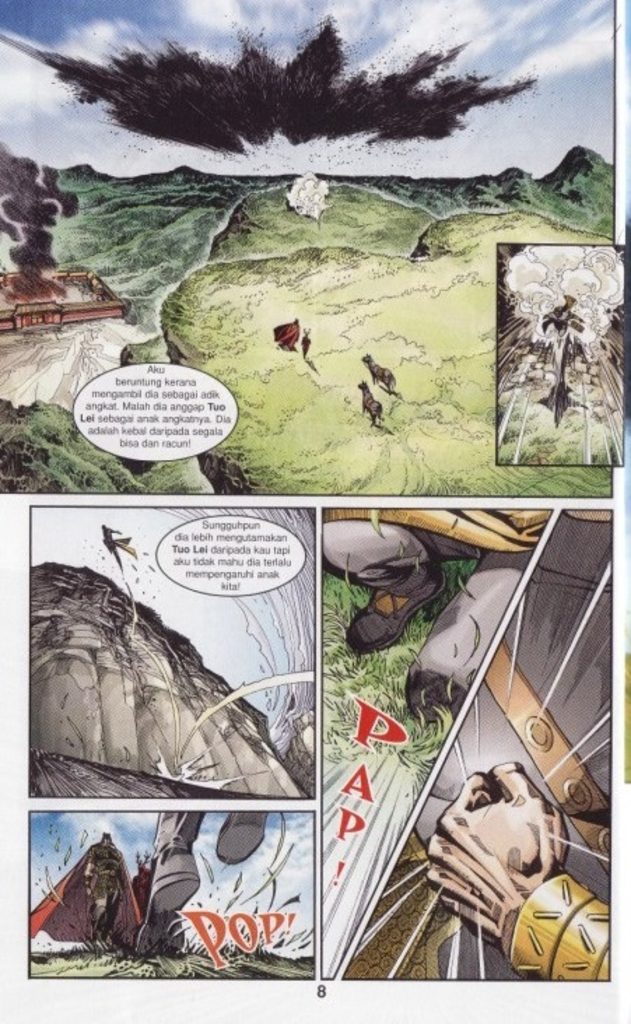 Aku
beruntung kerana
mengambil dia sebagai adik
angkat. Malah dia anggap Tuo
Lei sebagai anak angkatnya. Dia
adalah kebal daripada segala
bisa dan racun!
Sungguhpun
dia lebih mengutamakan
Tuo Lei daripada kau tapi
aku tidak mahu dia terlalu
mempengaruhi anak
kita!
PAP!
POP!
8